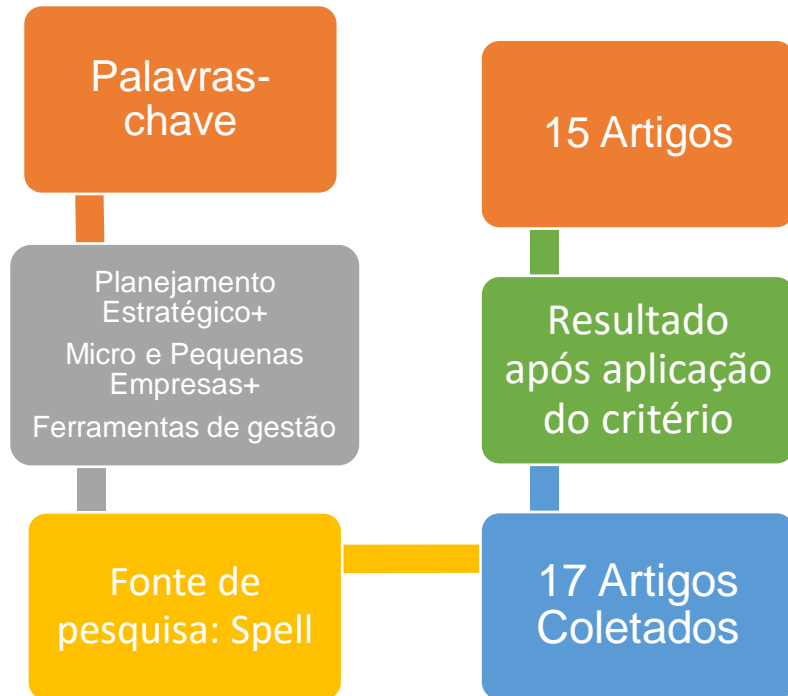 Palavras-
chave
Planejamento
Estratégico+
Micro e Pequenas
Empresas+
Ferramentas de gestão
Fonte de
pesquisa: Spell
17 Artigos
Coletados
Resultado
após aplicação
do critério
15 Artigos